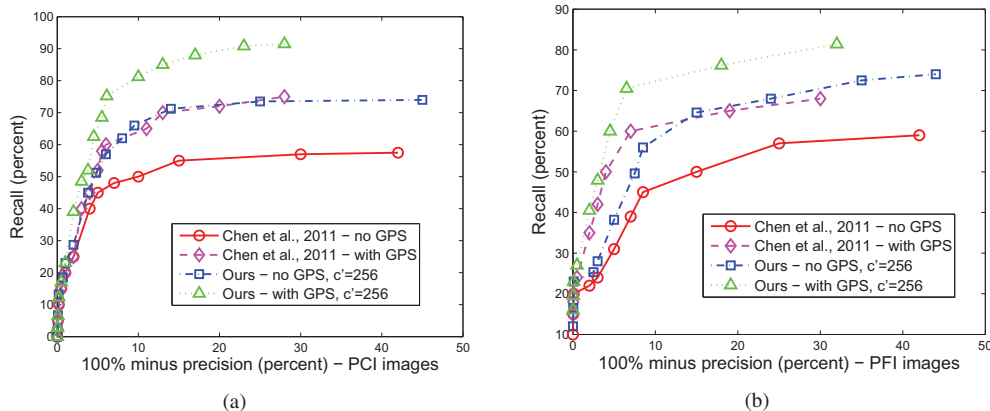 100
90
80
70
60
50
40
30
20
10
0
Recall (percent)
Chen et al., 2011 − no GPS
Chen et al., 2011 − with GPS
Ours − no GPS, c'=256
Ours − with GPS, c'=256
0 10 20 30 40 50
100% minus precision (percent) − PCI images
(a)
90
80
70
60
50
40
30
20
10
Recall (percent)
Chen et al., 2011 − no GPS
Chen et al., 2011 − with GPS
Ours − no GPS, c'=256
Ours − with GPS, c'=256
0 10 20 30 40 50
100% minus precision (percent) − PFI images
(b)